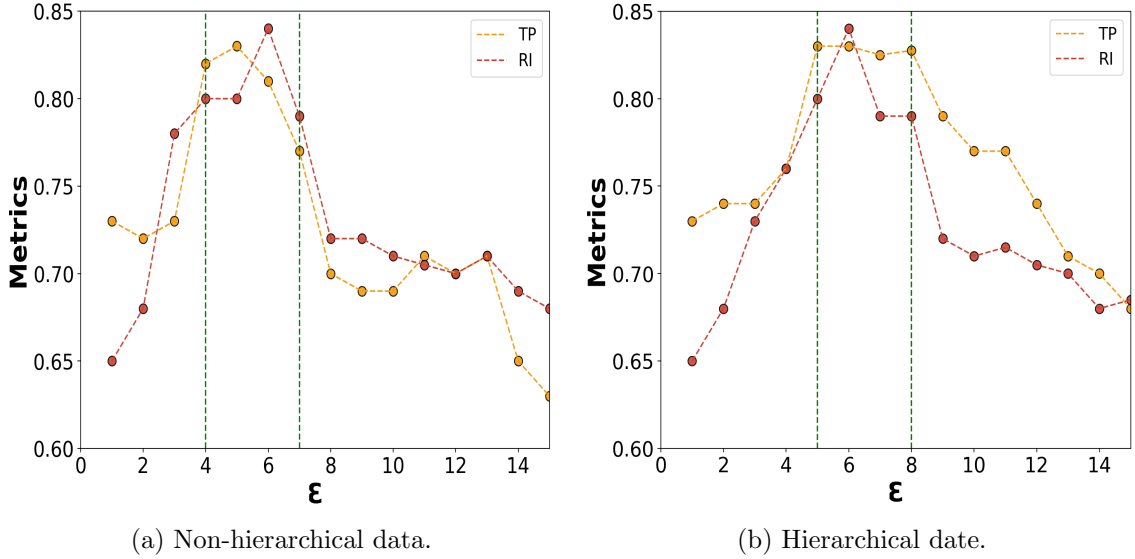 0.85
0.80
0.75
0.70
0.65
0.60
Metrics
0 2 4 6 8 10 12 14
ε
TP
RI
(a) Non-hierarchical data.
0.85
0.80
0.75
0.70
0.65
0.60
Metrics
0 2 4 6 8 10 12 14
ε
TP
RI
(b) Hierarchical date.